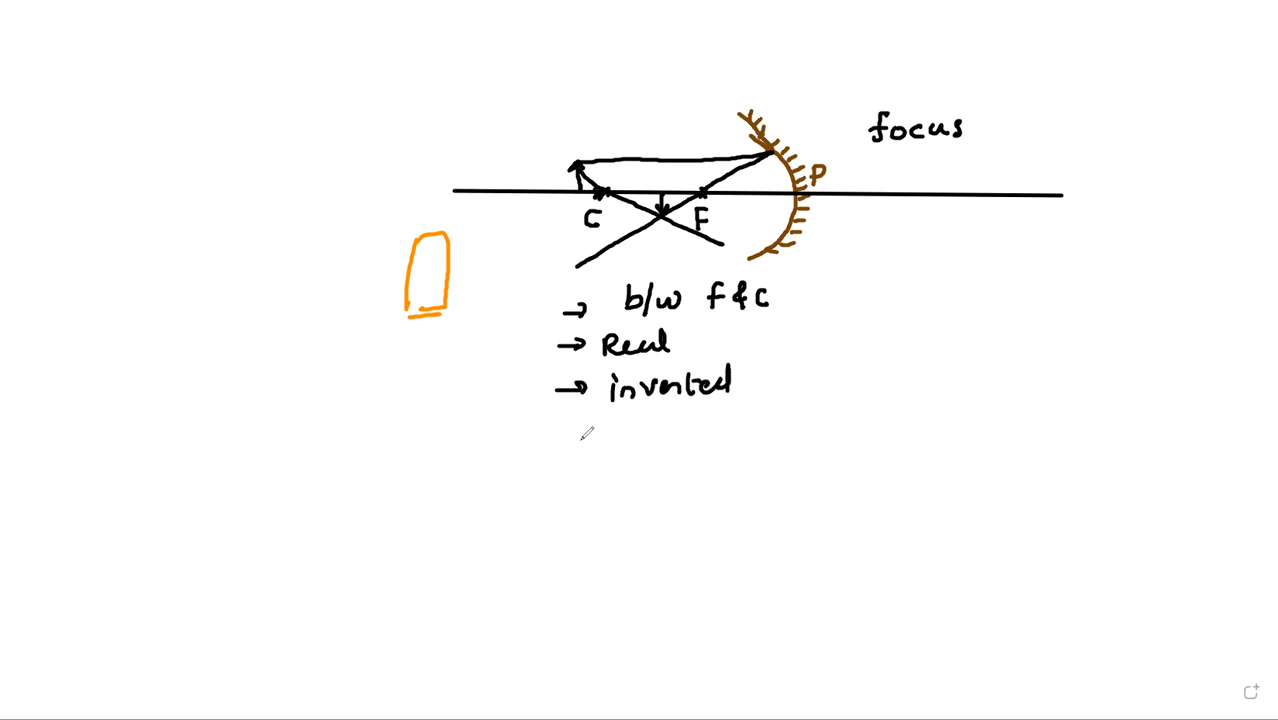 focus
P
C
F
→ b/w f & c
→ Real
→ inverted